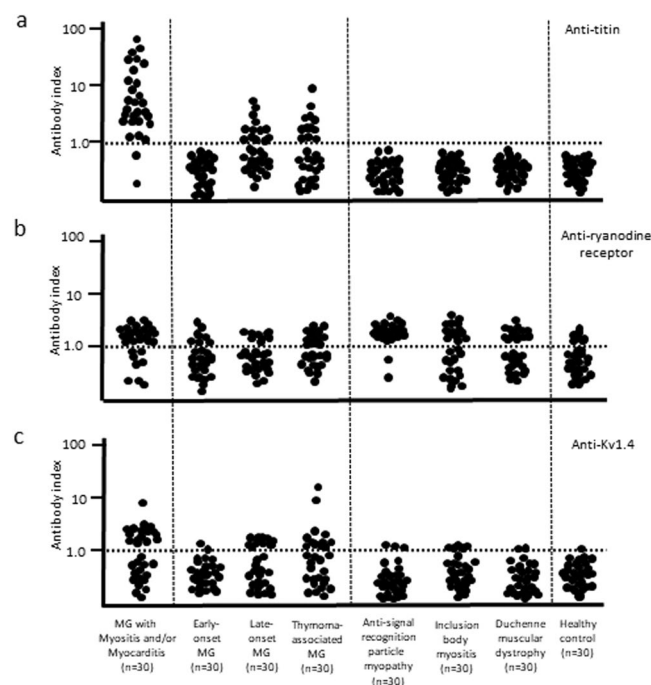 a
100
Anti-titin
10
Antibody index
1.0
b
100
Anti-ryanodine
receptor
10
Antibody index
1.0
c
100
Anti-Kv1.4
10
Antibody index
1.0
MG with
Myositis and/or
Myocarditis
(n=30)
Early-
onset
MG
(n=30)
Late-
onset
MG
(n=30)
Thymoma-
associated MG
(n=30)
Anti-signal
recognition
particle
myopathy
(n=30)
Inclusion
body
myositis
(n=30)
Duchenne
muscular
dystrophy
(n=30)
Healthy
control
(n=30)